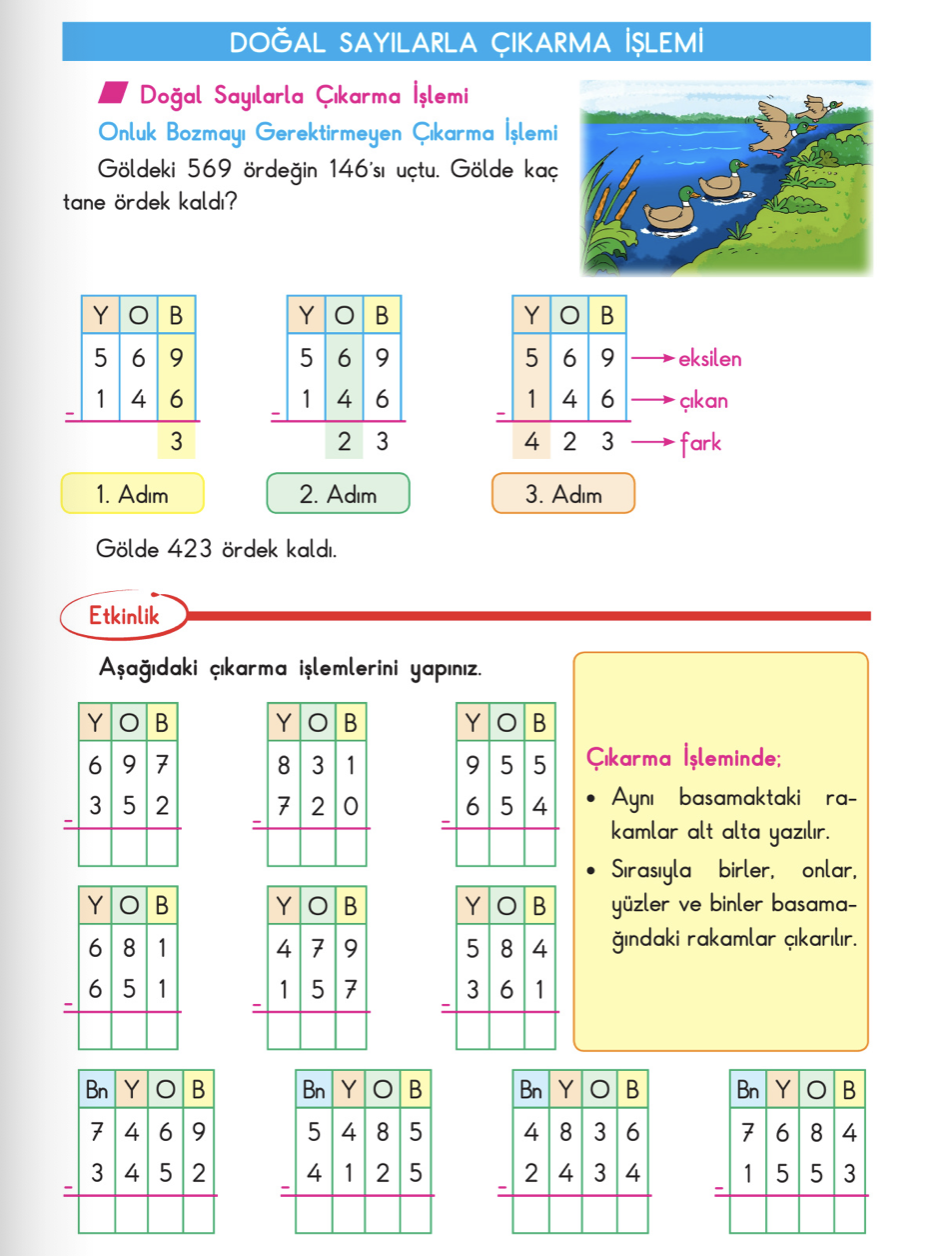 DOĞAL SAYILARLA ÇIKARMA İŞLEMİ
Doğal Sayılarla Çıkarma İşlemi
Onluk Bozmayı Gerektirmeyen Çıkarma İşlemi
Göldeki 569 ördeğin 146'sı uçtu. Gölde kaç
tane ördek kaldı?
Y O B
5 6 9
- 1 4 6
3
1. Adım
Y O B
5 6 9
- 1 4 6
2 3
2. Adım
Y O B
5 6 9 eksilen
- 1 4 6 çıkan
4 2 3 fark
3. Adım
Gölde 423 ördek kaldı.
Etkinlik
Aşağıdaki çıkarma işlemlerini yapınız.
Y O B
6 9 7
- 3 5 2
Y O B
8 3 1
- 7 2 0
Y O B
9 5 5
- 6 5 4
Y O B
6 8 1
- 6 5 1
Y O B
4 7 9
- 1 5 7
Y O B
5 8 4
- 3 6 1
Çıkarma İşleminde;
• Aynı basamaktaki ra-
kamlar alt alta yazılır.
• Sırasıyla birler, onlar,
yüzler ve binler basama-
ğındaki rakamlar çıkarılır.
Bn Y O B
7 4 6 9
- 3 4 5 2
Bn Y O B
5 4 8 5
- 4 1 2 5
Bn Y O B
4 8 3 6
- 2 4 3 4
Bn Y O B
7 6 8 4
- 1 5 5 3